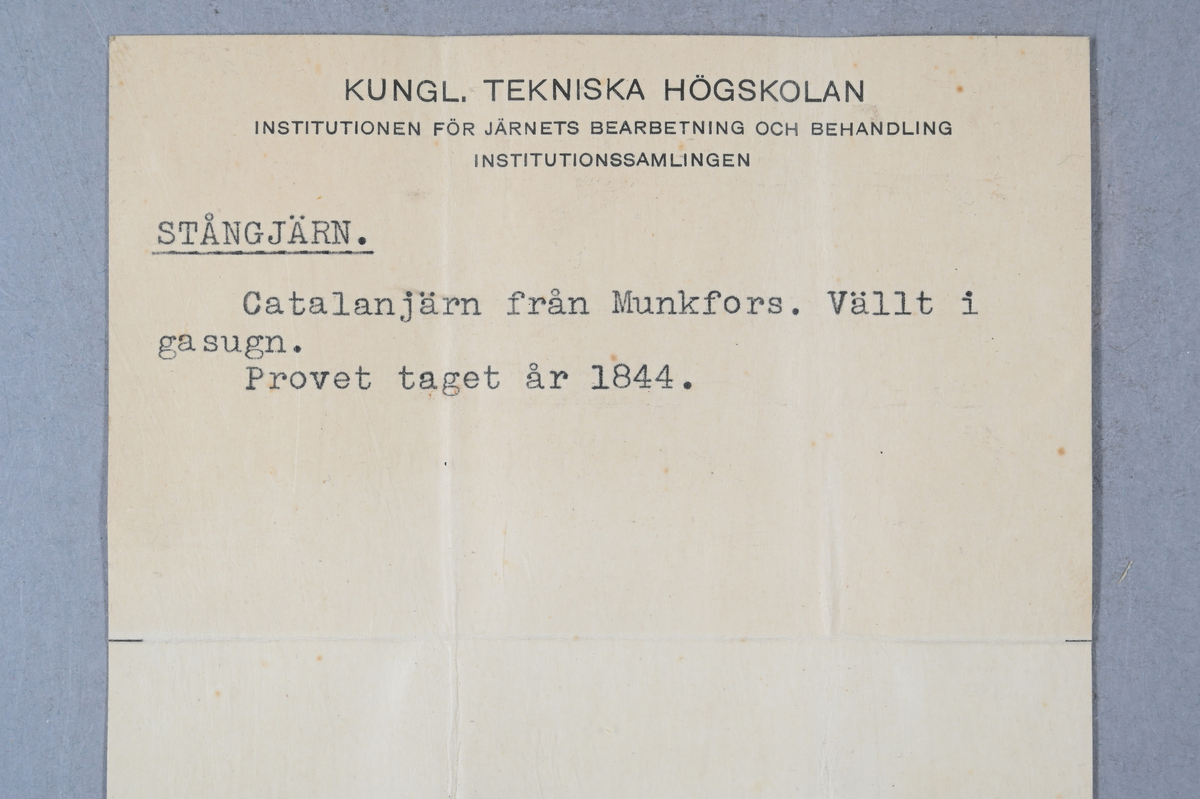 KUNGL. TEKNISKA HÖGSKOLAN
INSTITUTIONEN FÖR JÄRNETS BEARBETNING OCH BEHANDLING
INSTITUTIONSSAMLINGEN
STÅNGJÄRN.
Catalanjärn från Munkfors. Vällt i
gasugn.
Provet taget år 1844.